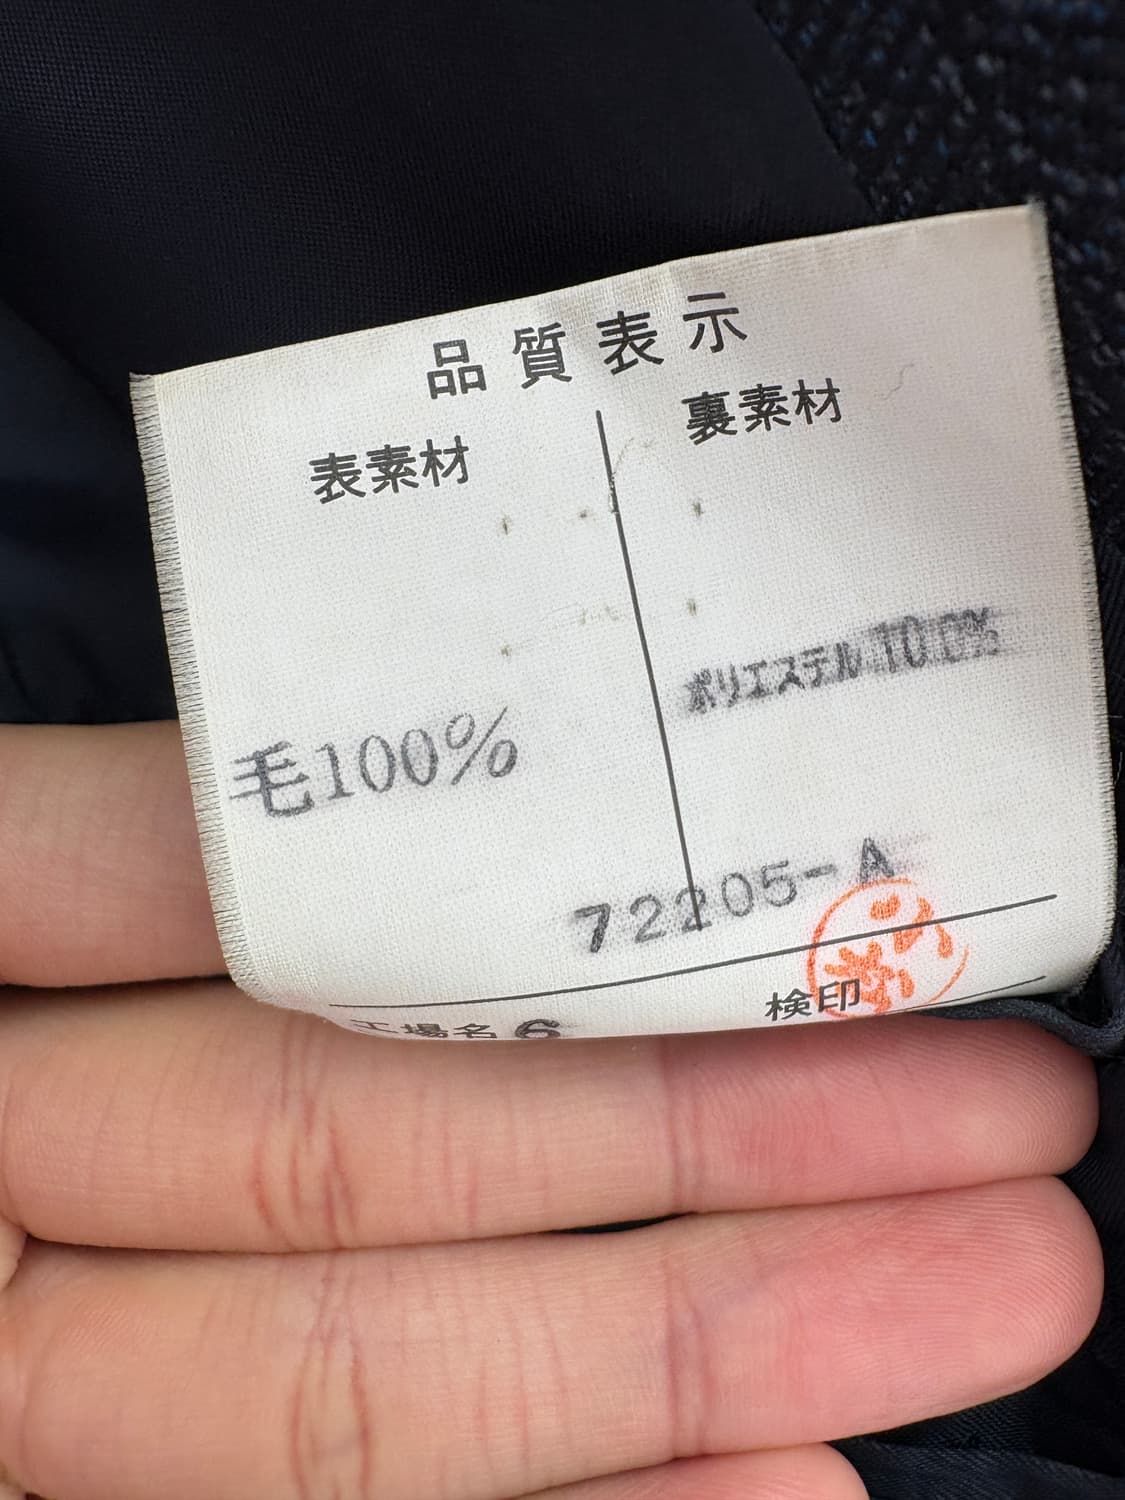 品質表示
表素材
裏素材
毛100%
ポリエステル100%
72205-A
工場名 6
検印